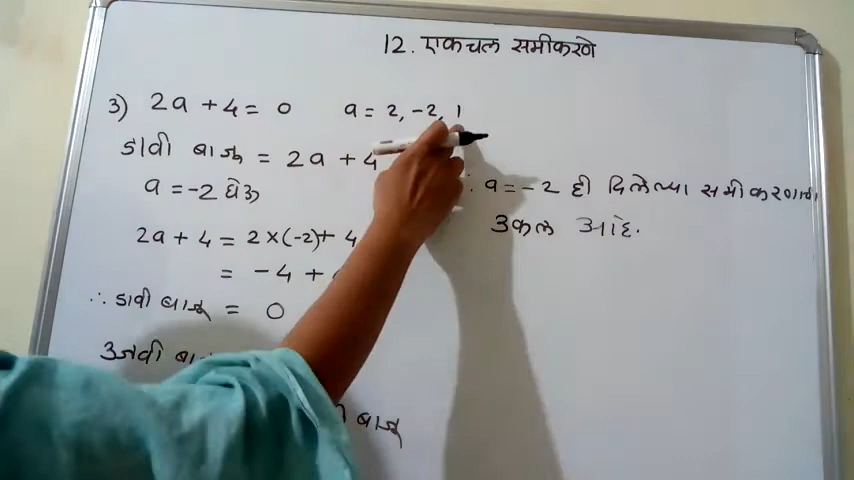 12. एकचल समीकरणे
3) 2a + 4 = 0 a = 2, -2, 1
डावी बाजू = 2a + 4
a = -2 घेऊ
2a + 4 = 2 × (-2) + 4
= -4 +
∴ डावी बाजू = 0
उजवी
बाजू
∴ a = -2 ही दिलेल्या समीकरणाची
उकल आहे.